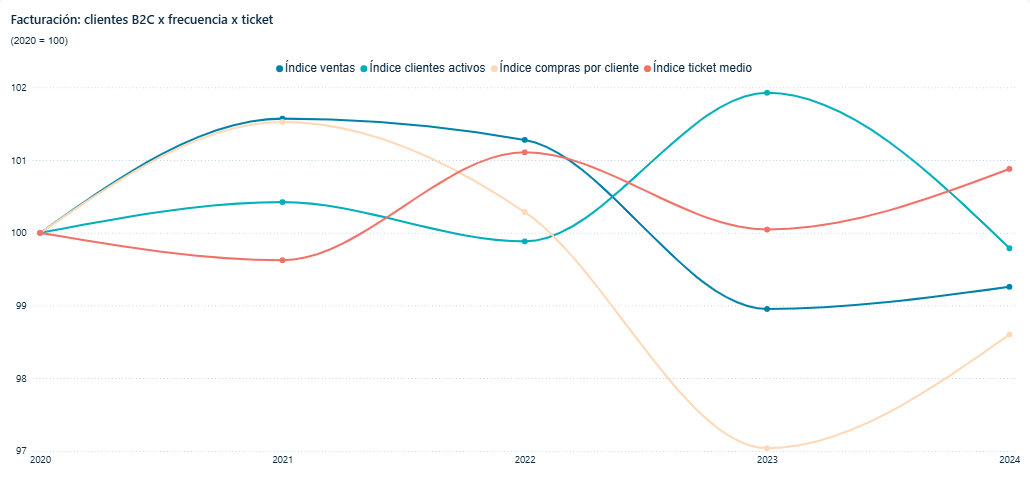 Facturación: clientes B2C x frecuencia x ticket
(2020 = 100)
Índice ventas Índice clientes activos Índice compras por cliente Índice ticket medio
102
101
100
99
98
97
2020 2021 2022 2023 2024